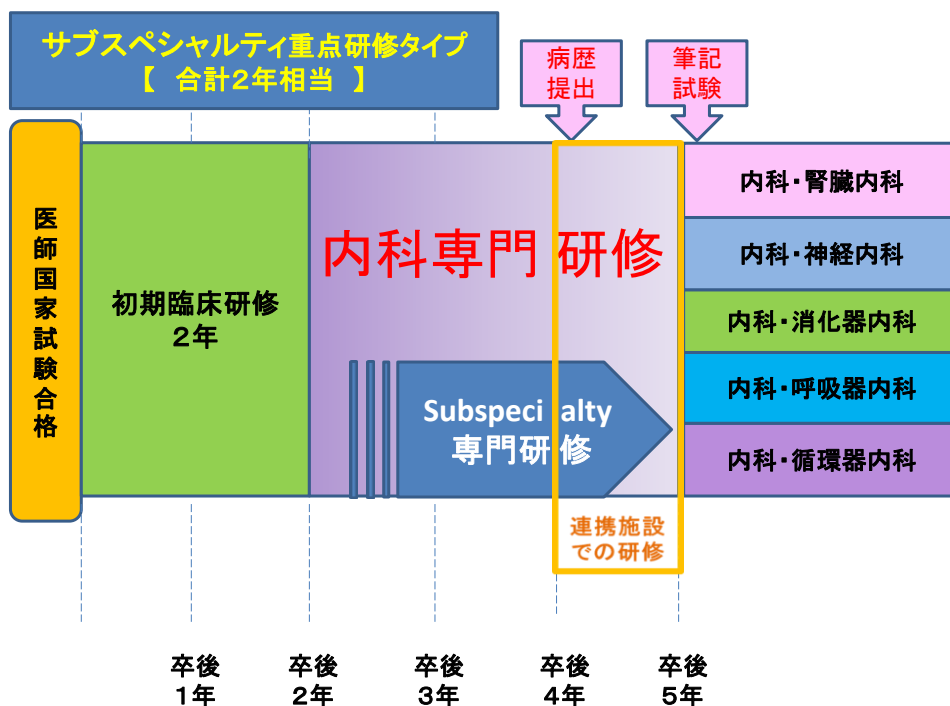 サブスペシャルティ重点研修タイプ
【　合計２年相当　】
病歴
提出
筆記
試験
医師国家試験合格
初期臨床研修
２年
内科専門研修
Subspecialty
専門研修
連携施設
での研修
内科・腎臓内科
内科・神経内科
内科・消化器内科
内科・呼吸器内科
内科・循環器内科
卒後
１年
卒後
２年
卒後
３年
卒後
４年
卒後
５年